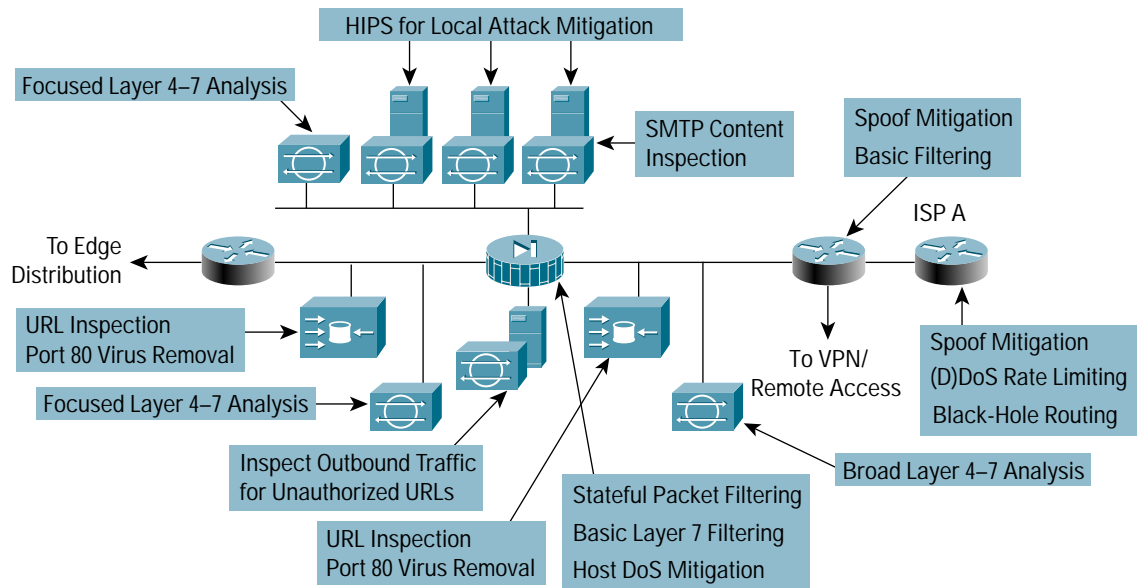 HIPS for Local Attack Mitigation
Focused Layer 4–7 Analysis
SMTP Content
Inspection
Spoof Mitigation
Basic Filtering
ISP A
To Edge
Distribution
URL Inspection
Port 80 Virus Removal
To VPN/
Remote Access
Spoof Mitigation
(D)DoS Rate Limiting
Black-Hole Routing
Focused Layer 4–7 Analysis
Inspect Outbound Traffic
for Unauthorized URLs
Broad Layer 4–7 Analysis
URL Inspection
Port 80 Virus Removal
Stateful Packet Filtering
Basic Layer 7 Filtering
Host DoS Mitigation